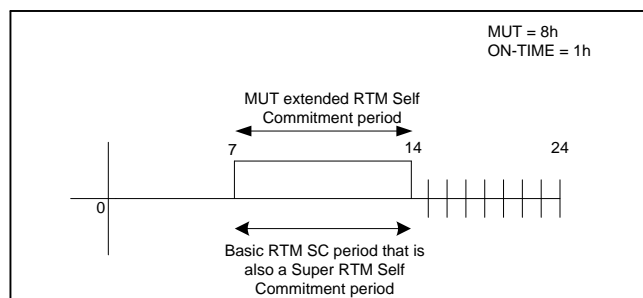 MUT = 8h
ON-TIME = 1h
MUT extended RTM Self
Commitment period
7 14 24
0
Basic RTM SC period that is
also a Super RTM Self
Commitment period